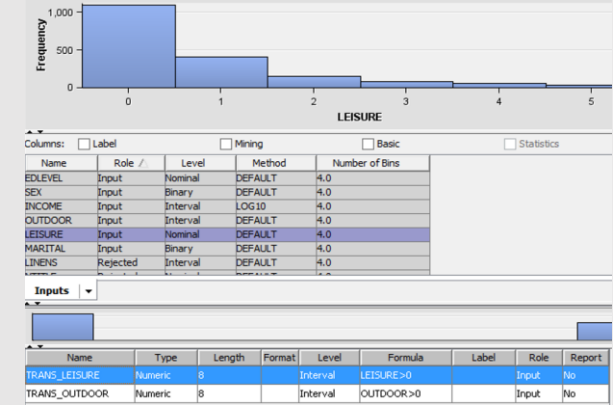 1,000
Frequency
500
0
0 1 2 3 4 5
LEISURE
Columns: Label Mining Basic Statistics
Name Role Level Method Number of Bins
EDLEVEL Input Nominal DEFAULT 4.0
SEX Input Binary DEFAULT 4.0
INCOME Input Interval LOG10 4.0
OUTDOOR Input Interval DEFAULT 4.0
LEISURE Input Nominal DEFAULT 4.0
MARITAL Input Binary DEFAULT 4.0
LINENS Rejected Interval DEFAULT 4.0
Inputs
Name Type Length Format Level Formula Label Role Report
TRANS_LEISURE Numeric 8 Interval LEISURE>0 Input No
TRANS_OUTDOOR Numeric 8 Interval OUTDOOR>0 Input No